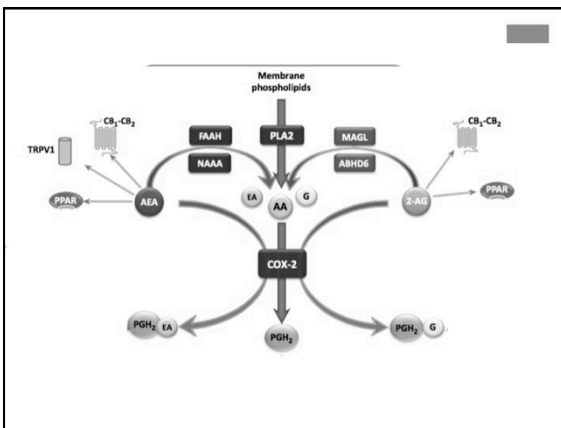 Membrane
phospholipids
CB₁-CB₂
CB₁-CB₂
FAAH
PLA2
MAGL
TRPV1
NAAA
ABHD6
PPAR
AEA
EA
AA
G
2-AG
PPAR
COX-2
PGH₂
EA
PGH₂
PGH₂
G